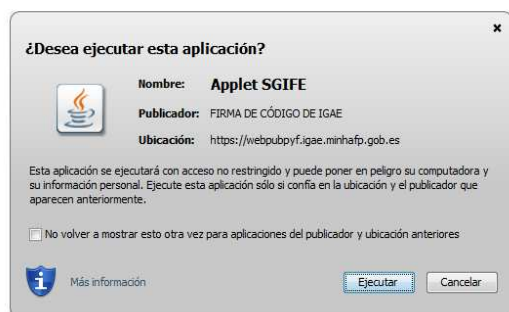 ¿Desea ejecutar esta aplicación?
Nombre: Applet SGIFE
Publicador: FIRMA DE CÓDIGO DE IGAE
Ubicación: https://webpubpyf.igae.minhafp.gob.es
Esta aplicación se ejecutará con acceso no restringido y puede poner en peligro su computadora y
su información personal. Ejecute esta aplicación sólo si confía en la ubicación y el publicador que
aparecen anteriormente.
No volver a mostrar esto otra vez para aplicaciones del publicador y ubicación anteriores
Más información Ejecutar Cancelar